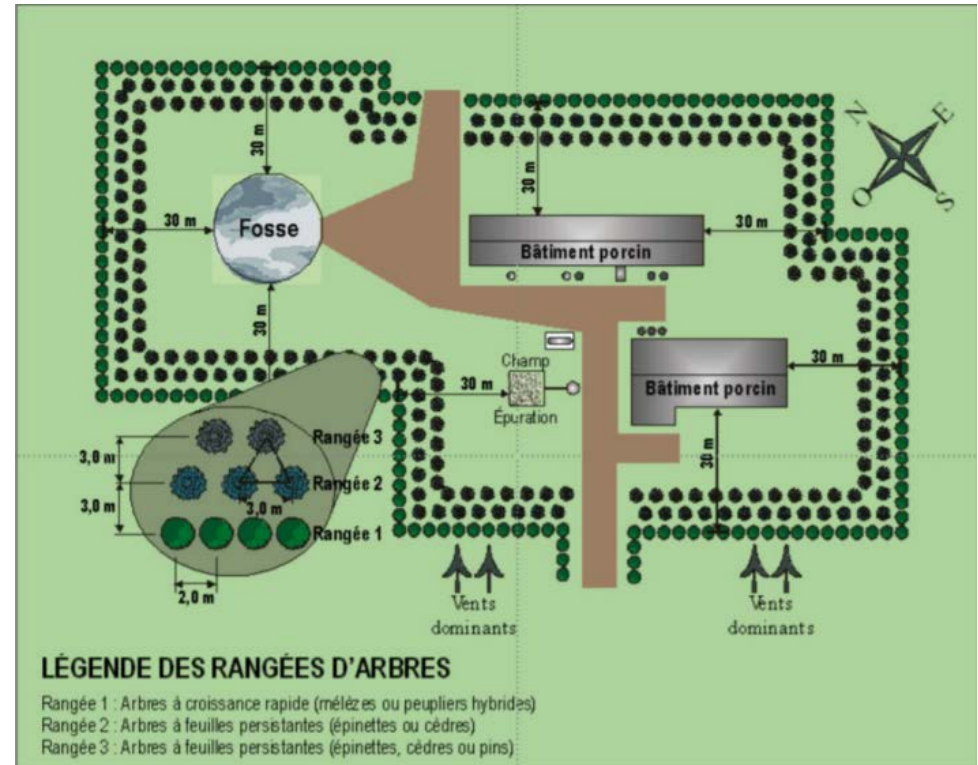 N
E
O
S
30 m
30 m
Fosse
30 m
30 m
Bâtiment porcin
30 m
30 m
Champ
Épuration
30 m
Bâtiment porcin
30 m
Rangée 3
3,0 m
Rangée 2
3,0 m
3,0 m
Rangée 1
2,0 m
30 m
Vents
dominants
Vents
dominants
LÉGENDE DES RANGÉES D'ARBRES
Rangée 1 : Arbres à croissance rapide (mélèzes ou peupliers hybrides)
Rangée 2 : Arbres à feuilles persistantes (épinettes ou cèdres)
Rangée 3 : Arbres à feuilles persistantes (épinettes, cèdres ou pins)